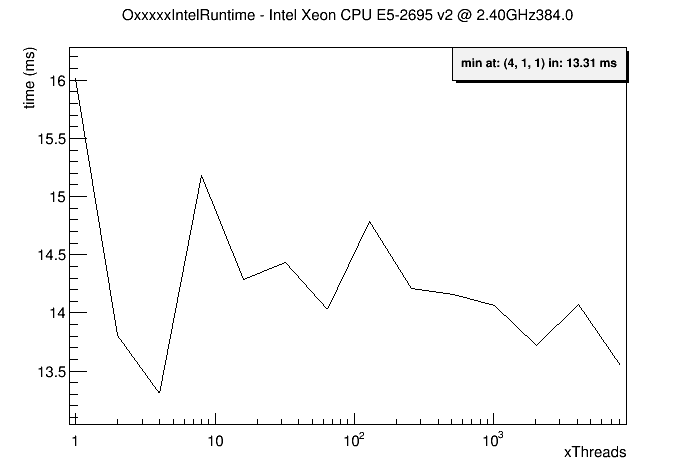 OxxxxxIntelRuntime - Intel Xeon CPU E5-2695 v2 @ 2.40GHz384.0
time (ms)
min at: (4, 1, 1) in: 13.31 ms
16
15.5
15
14.5
14
13.5
1 10 10² 10³
xThreads